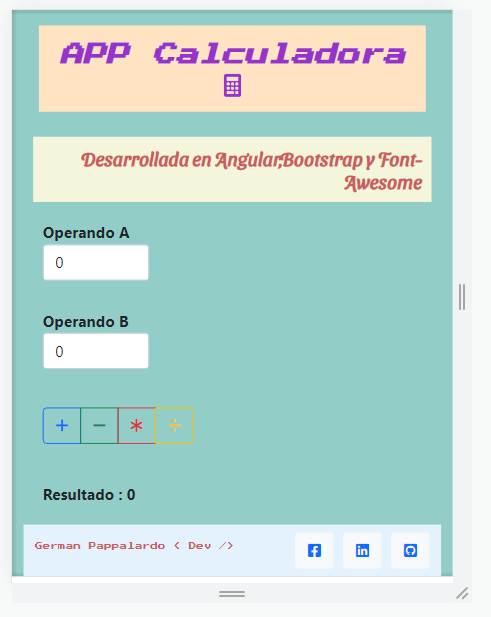 APP Calculadora
Desarrollada en Angular,Bootstrap y Font-
Awesome
Operando A
0
Operando B
0
+ − * ÷
Resultado : 0
German Pappalardo < Dev />